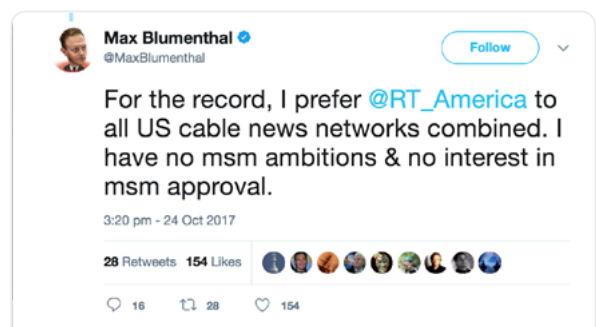 Max Blumenthal
@MaxBlumenthal
Follow
For the record, I prefer @RT_America to
all US cable news networks combined. I
have no msm ambitions & no interest in
msm approval.
3:20 pm - 24 Oct 2017
28 Retweets 154 Likes
16 28 154